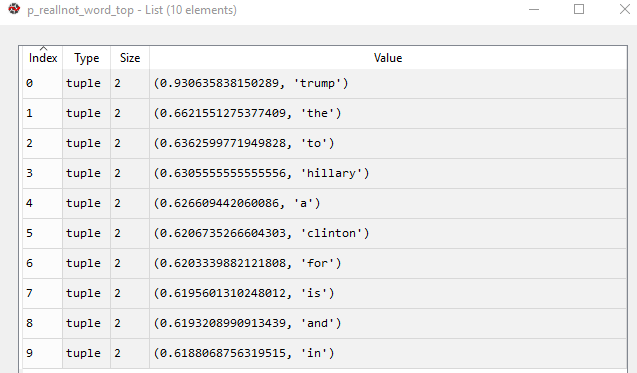 p_reallnot_word_top - List (10 elements)
Index Type Size Value
0 tuple 2 (0.930635838150289, 'trump')
1 tuple 2 (0.6621551275377409, 'the')
2 tuple 2 (0.6362599771949828, 'to')
3 tuple 2 (0.6305555555555556, 'hillary')
4 tuple 2 (0.626609442060086, 'a')
5 tuple 2 (0.6206735266604303, 'clinton')
6 tuple 2 (0.6203339882121808, 'for')
7 tuple 2 (0.6195601310248012, 'is')
8 tuple 2 (0.6193208990913439, 'and')
9 tuple 2 (0.6188068756319515, 'in')